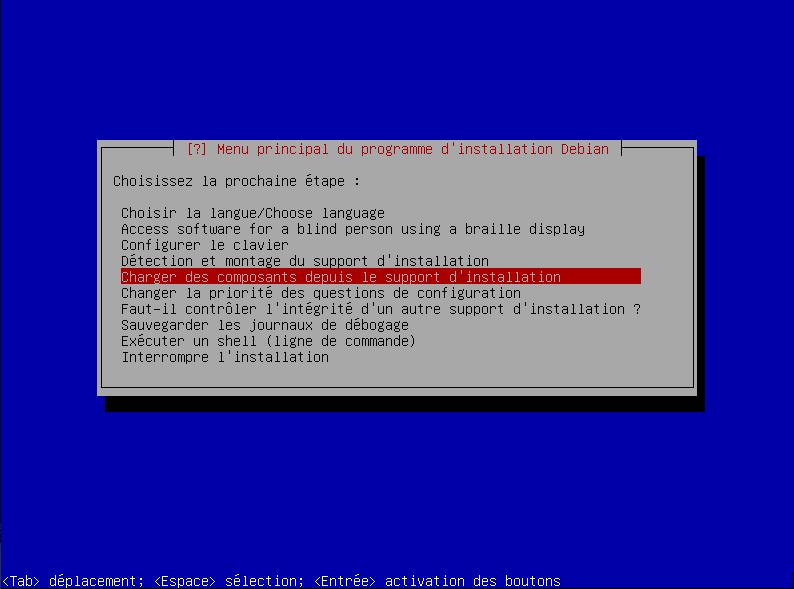 [?] Menu principal du programme d'installation Debian
Choisissez la prochaine étape :
Choisir la langue/Choose language
Access software for a blind person using a braille display
Configurer le clavier
Détection et montage du support d'installation
Charger des composants depuis le support d'installation
Changer la priorité des questions de configuration
Faut-il contrôler l'intégrité d'un autre support d'installation ?
Sauvegarder les journaux de débogage
Exécuter un shell (ligne de commande)
Interrompre l'installation
<Tab> déplacement; <Espace> sélection; <Entrée> activation des boutons